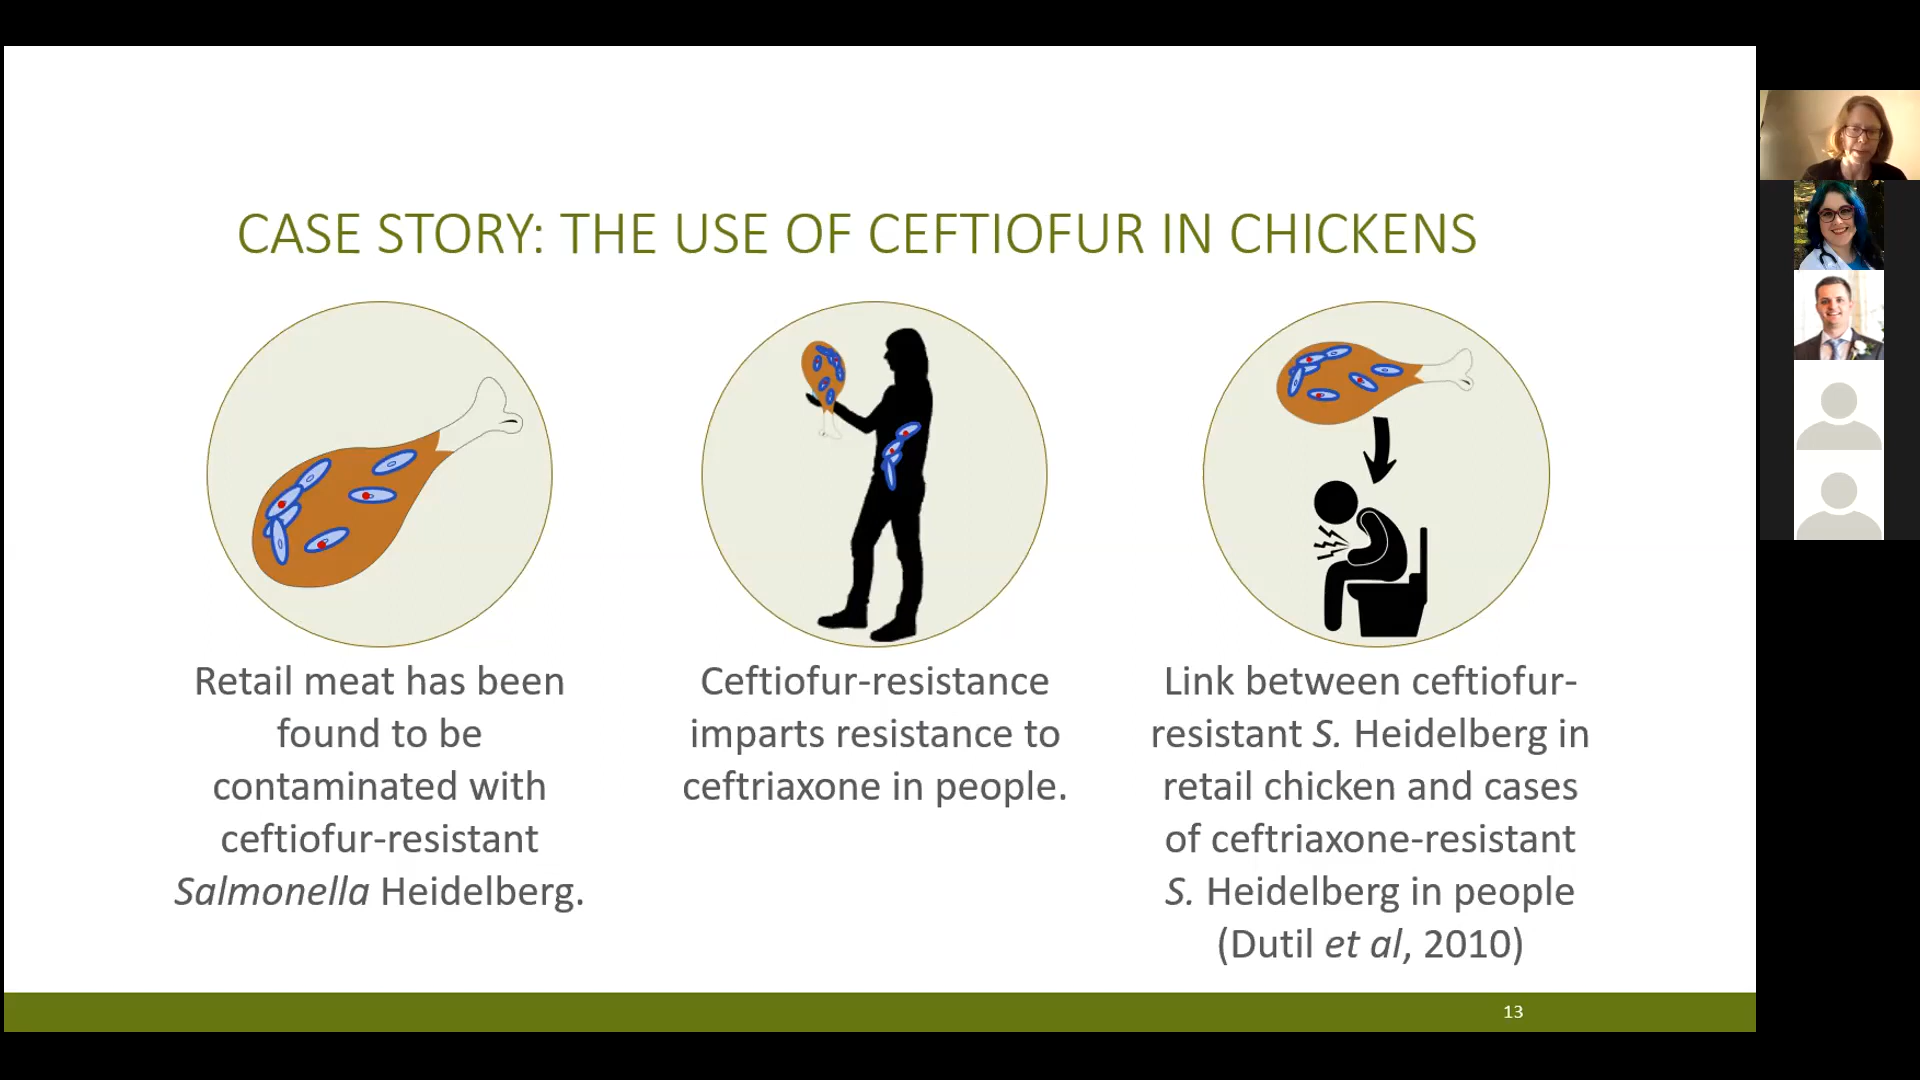 CASE STORY: THE USE OF CEFTIOFUR IN CHICKENS
Retail meat has been
found to be
contaminated with
ceftiofur-resistant
Salmonella Heidelberg.
Ceftiofur-resistance
imparts resistance to
ceftriaxone in people.
Link between ceftiofur-
resistant S. Heidelberg in
retail chicken and cases
of ceftriaxone-resistant
S. Heidelberg in people
(Dutil et al, 2010)
13